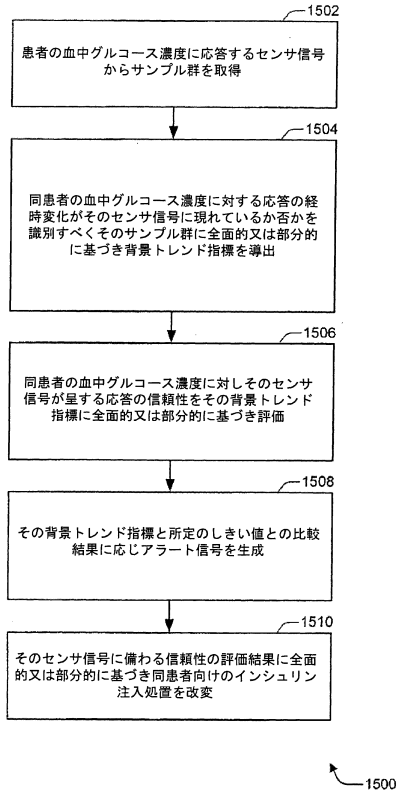 1502
患者の血中グルコース濃度に応答するセンサ信号
からサンプル群を取得
1504
同患者の血中グルコース濃度に対する応答の経
時変化がそのセンサ信号に現れているか否かを
識別すべくそのサンプル群に全面的又は部分的
に基づき背景トレンド指標を導出
1506
同患者の血中グルコース濃度に対しそのセンサ
信号が呈する応答の信頼性をその背景トレンド
指標に全面的又は部分的に基づき評価
1508
その背景トレンド指標と所定のしきい値との比較
結果に応じアラート信号を生成
1510
そのセンサ信号に備わる信頼性の評価結果に全面
的又は部分的に基づき同患者向けのインシュリン
注入処置を改変
1500